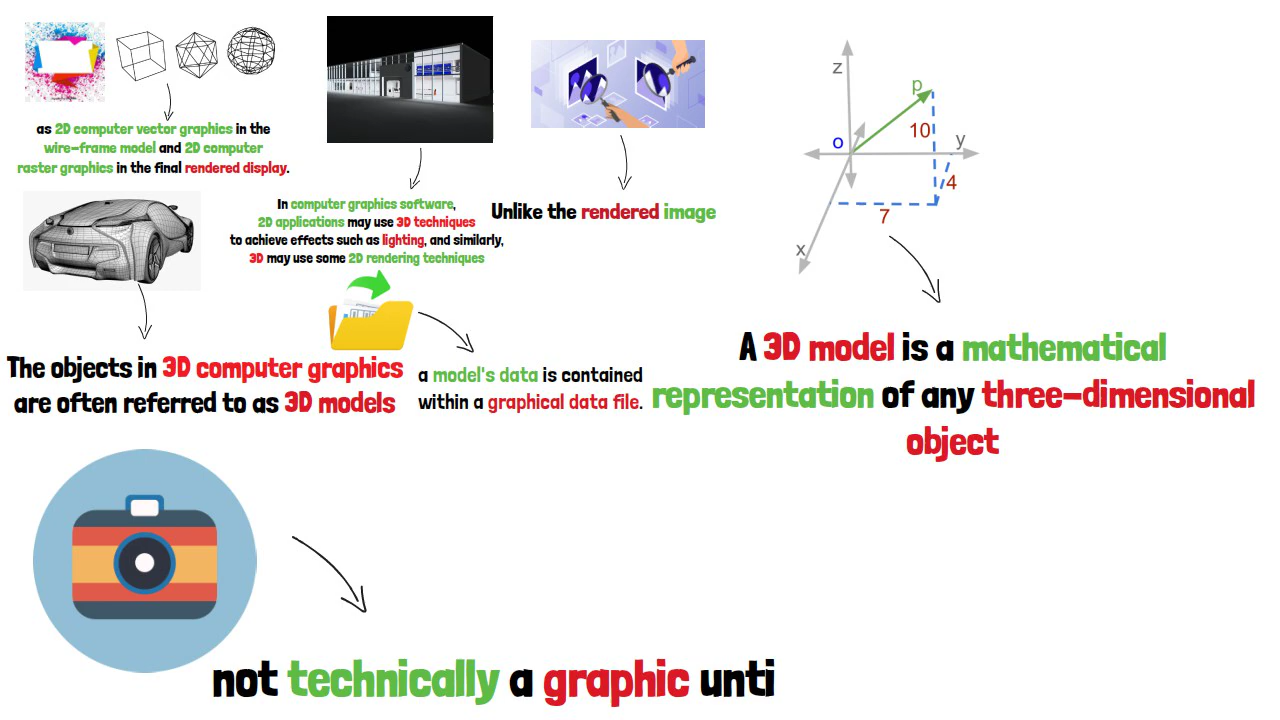 as 2D computer vector graphics in the
wire-frame model and 2D computer
raster graphics in the final rendered display.
In computer graphics software,
2D applications may use 3D techniques
to achieve effects such as lighting, and similarly,
3D may use some 2D rendering techniques
Unlike the rendered image
z
p
10
o
y
4
7
x
The objects in 3D computer graphics
are often referred to as 3D models
a model's data is contained
within a graphical data file.
A 3D model is a mathematical
representation of any three-dimensional
object
not technically a graphic unti